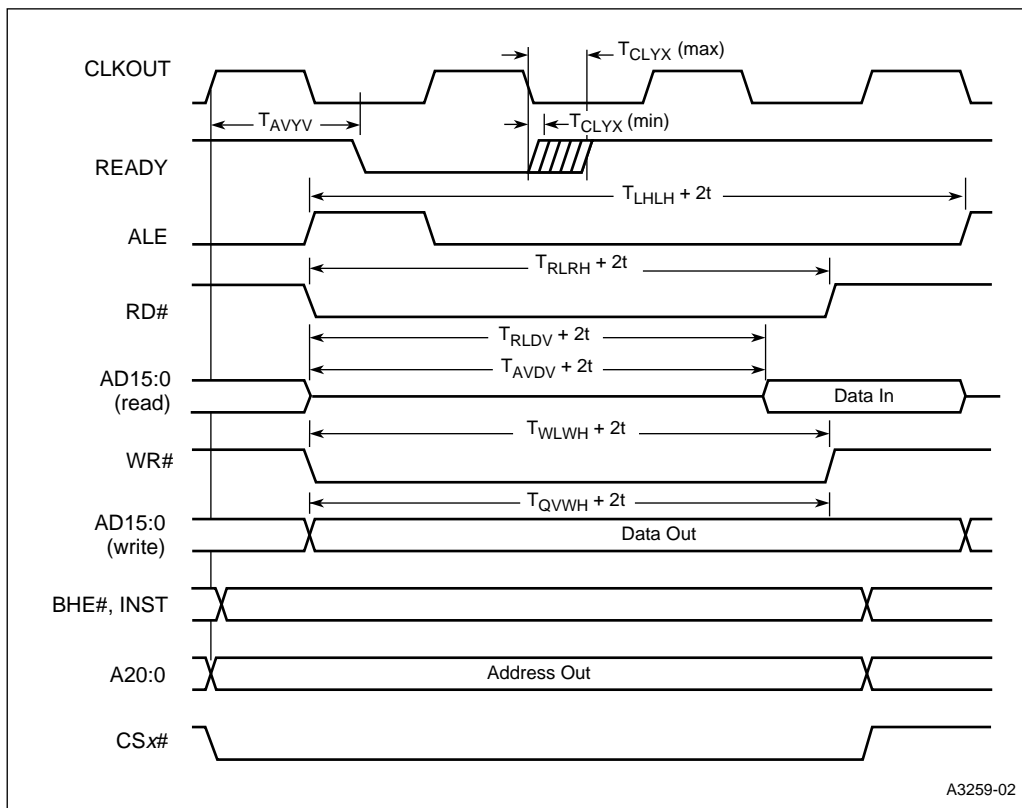 T_CLYX (max)
CLKOUT
T_AVYV
T_CLYX (min)
READY
T_LHLH + 2t
ALE
T_RLRH + 2t
RD#
T_RLDV + 2t
AD15:0
(read)
T_AVDV + 2t
Data In
T_WLWH + 2t
WR#
T_QVWH + 2t
AD15:0
(write)
Data Out
BHE#, INST
A20:0
Address Out
CSx#
A3259-02